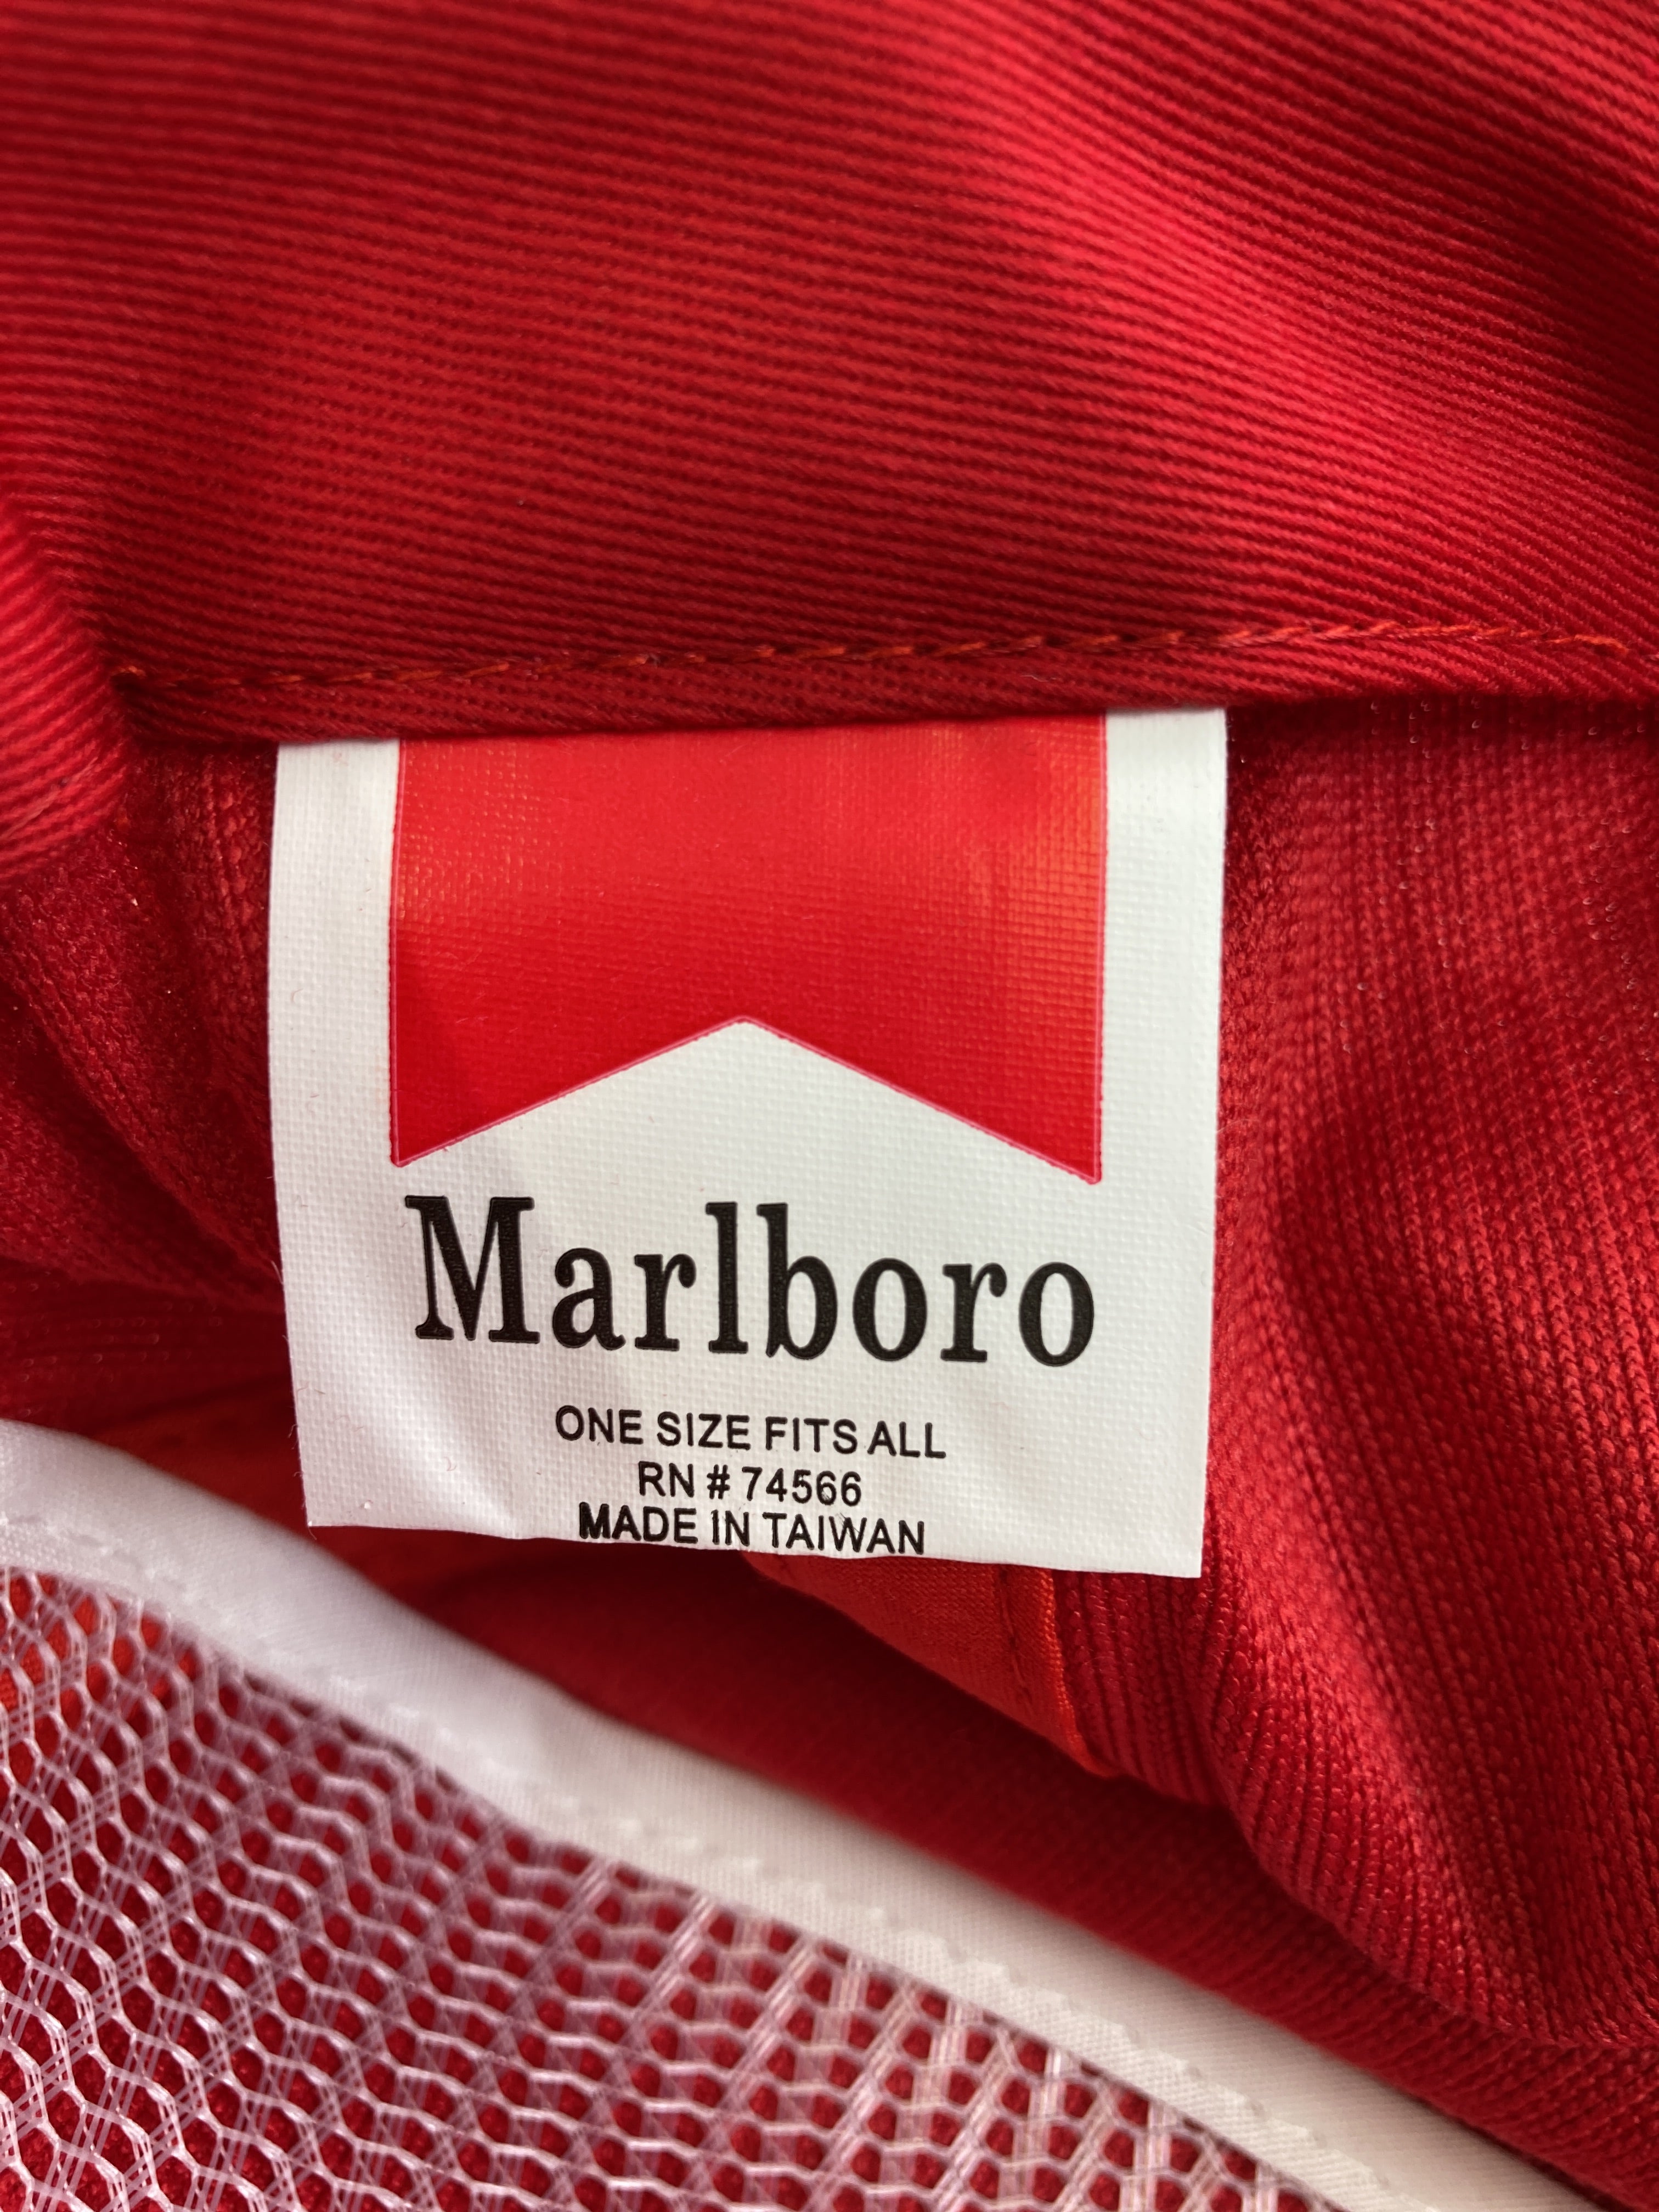 Marlboro
ONE SIZE FITS ALL
RN # 74566
MADE IN TAIWAN